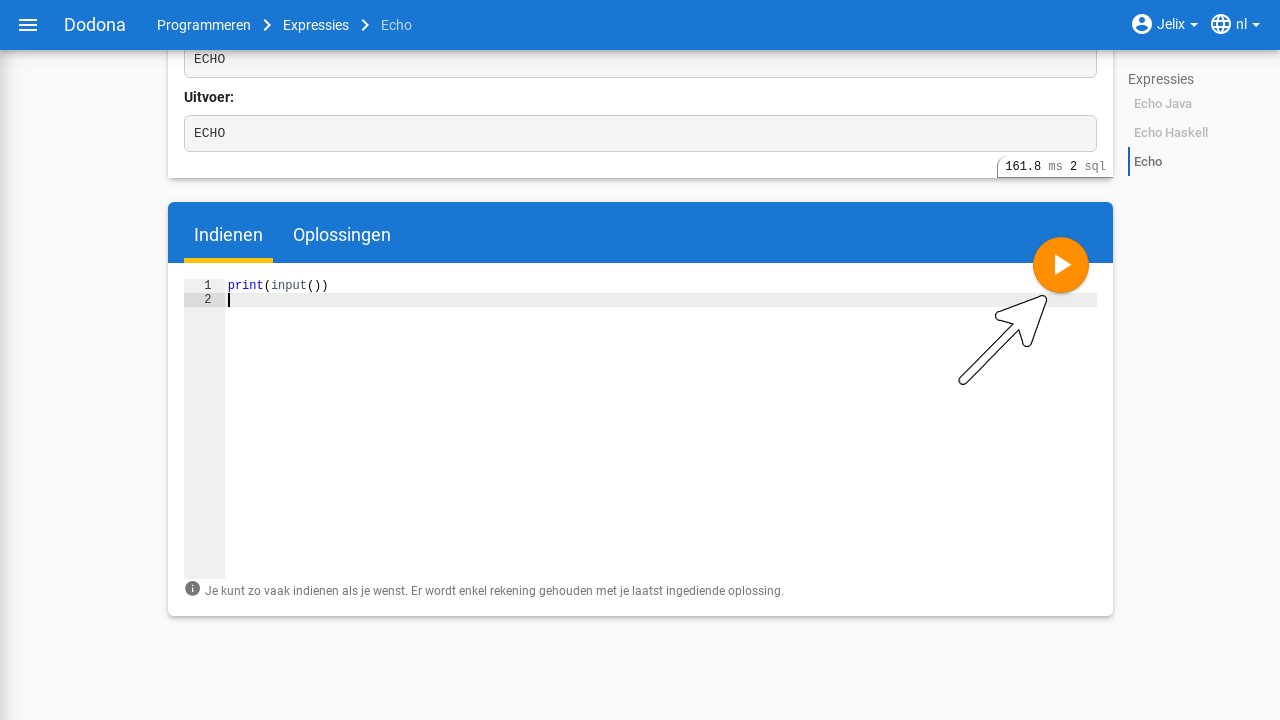 Dodona Programmeren Expressies Echo Jelix nl
ECHO
Uitvoer:
ECHO
161.8 ms 2 sql
Expressies
Echo Java
Echo Haskell
Echo
Indienen Oplossingen
1 print(input())
2
Je kunt zo vaak indienen als je wenst. Er wordt enkel rekening gehouden met je laatst ingediende oplossing.